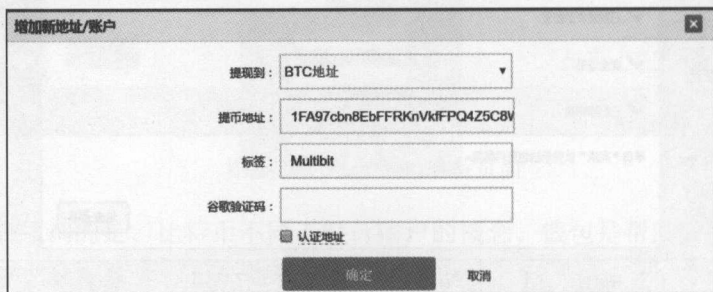 增加新地址/账户
提现到： BTC地址
提币地址： 1FA97cbn8EbFFRKnVkfFPQ4Z5C8V
标签： Multibit
谷歌验证码：
认证地址
确定 取消